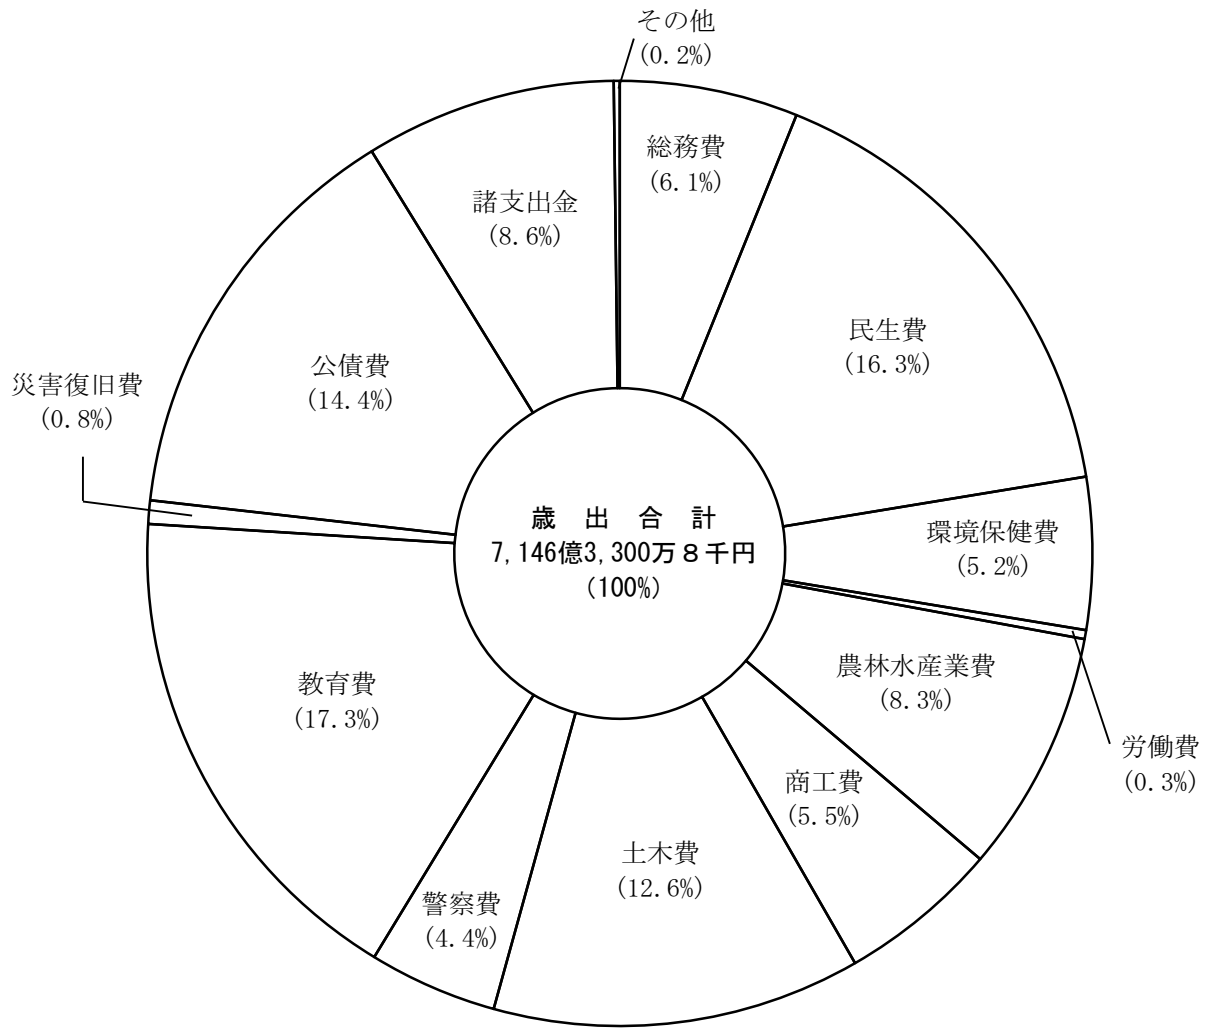 その他
(0.2%)
総務費
(6.1%)
諸支出金
(8.6%)
民生費
(16.3%)
公債費
(14.4%)
災害復旧費
(0.8%)
歳出合計
7,146億3,300万８千円
(100%)
環境保健費
(5.2%)
農林水産業費
(8.3%)
教育費
(17.3%)
労働費
(0.3%)
商工費
(5.5%)
土木費
(12.6%)
警察費
(4.4%)